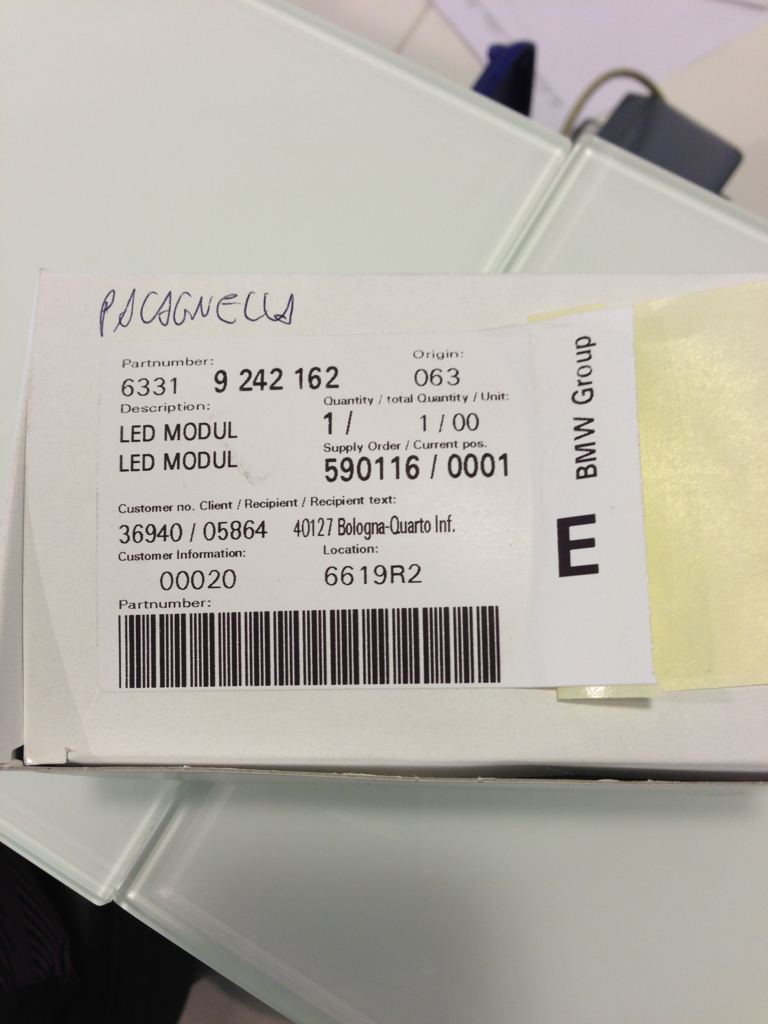 PACAGNELLA
Partnumber: Origin:
6331 9 242 162 063
Description: Quantity / total Quantity / Unit:
LED MODUL 1 / 1 / 00
LED MODUL Supply Order / Current pos.
590116 / 0001
Customer no. Client / Recipient / Recipient text:
36940 / 05864 40127 Bologna-Quarto Inf.
Customer Information: Location:
00020 6619R2
Partnumber:
BMW Group
E